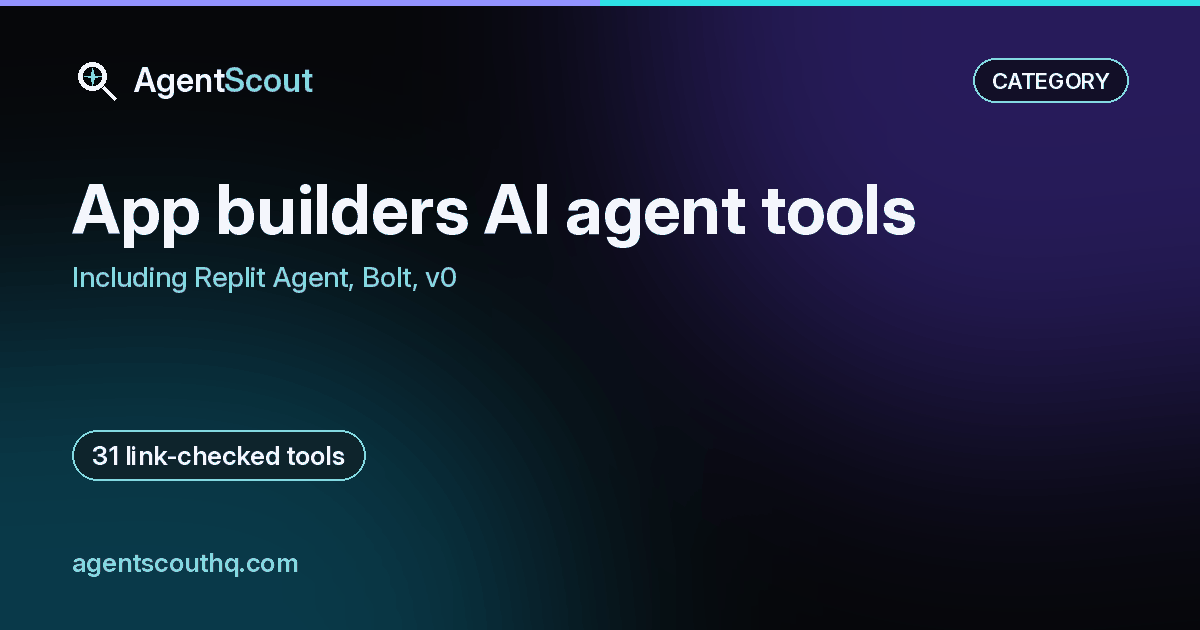 AgentScout
CATEGORY
App builders AI agent tools
Including Replit Agent, Bolt, v0
31 link-checked tools
agentscouthq.com